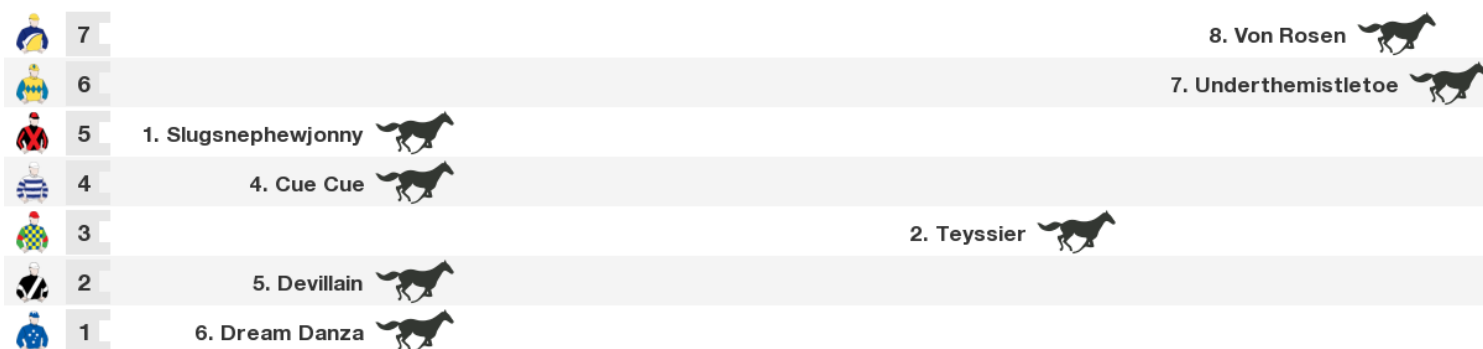 7 8. Von Rosen
6 7. Underthemistletoe
5 1. Slugsnephewjonny
4 4. Cue Cue
3 2. Teyssier
2 5. Devillain
1 6. Dream Danza